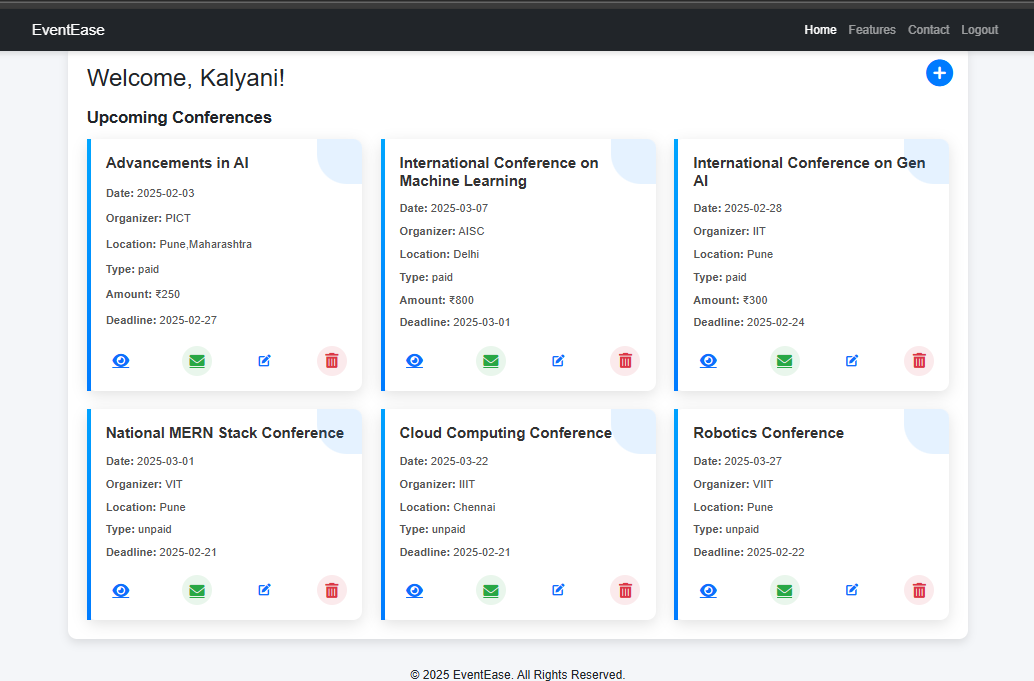 EventEase
Home Features Contact Logout
Welcome, Kalyani!
Upcoming Conferences
Advancements in AI
Date: 2025-02-03
Organizer: PICT
Location: Pune,Maharashtra
Type: paid
Amount: ₹250
Deadline: 2025-02-27
International Conference on
Machine Learning
Date: 2025-03-07
Organizer: AISC
Location: Delhi
Type: paid
Amount: ₹800
Deadline: 2025-03-01
International Conference on Gen
AI
Date: 2025-02-28
Organizer: IIT
Location: Pune
Type: paid
Amount: ₹300
Deadline: 2025-02-24
National MERN Stack Conference
Date: 2025-03-01
Organizer: VIT
Location: Pune
Type: unpaid
Deadline: 2025-02-21
Cloud Computing Conference
Date: 2025-03-22
Organizer: IIIT
Location: Chennai
Type: unpaid
Deadline: 2025-02-21
Robotics Conference
Date: 2025-03-27
Organizer: VIIT
Location: Pune
Type: unpaid
Deadline: 2025-02-22
© 2025 EventEase. All Rights Reserved.